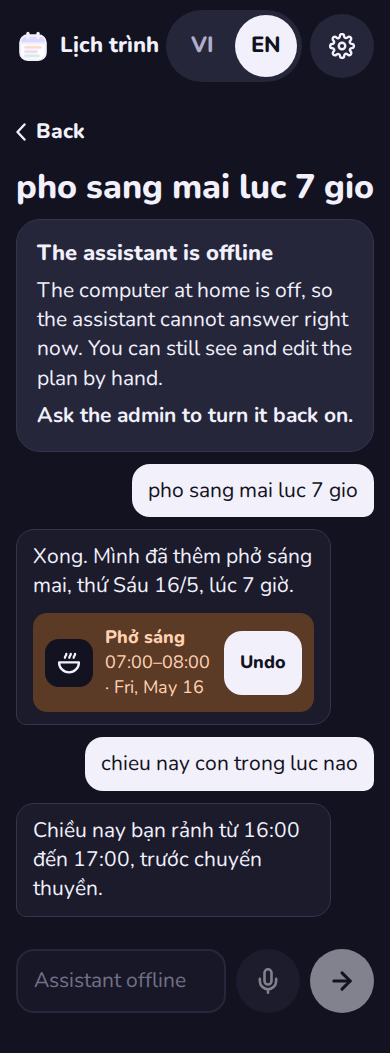 Lịch trình VI EN
Back
pho sang mai luc 7 gio
The assistant is offline
The computer at home is off, so
the assistant cannot answer right
now. You can still see and edit the
plan by hand.
Ask the admin to turn it back on.
pho sang mai luc 7 gio
Xong. Mình đã thêm phở sáng
mai, thứ Sáu 16/5, lúc 7 giờ.
Phở sáng
07:00–08:00
· Fri, May 16
Undo
chieu nay con trong luc nao
Chiều nay bạn rảnh từ 16:00
đến 17:00, trước chuyến
thuyền.
Assistant offline